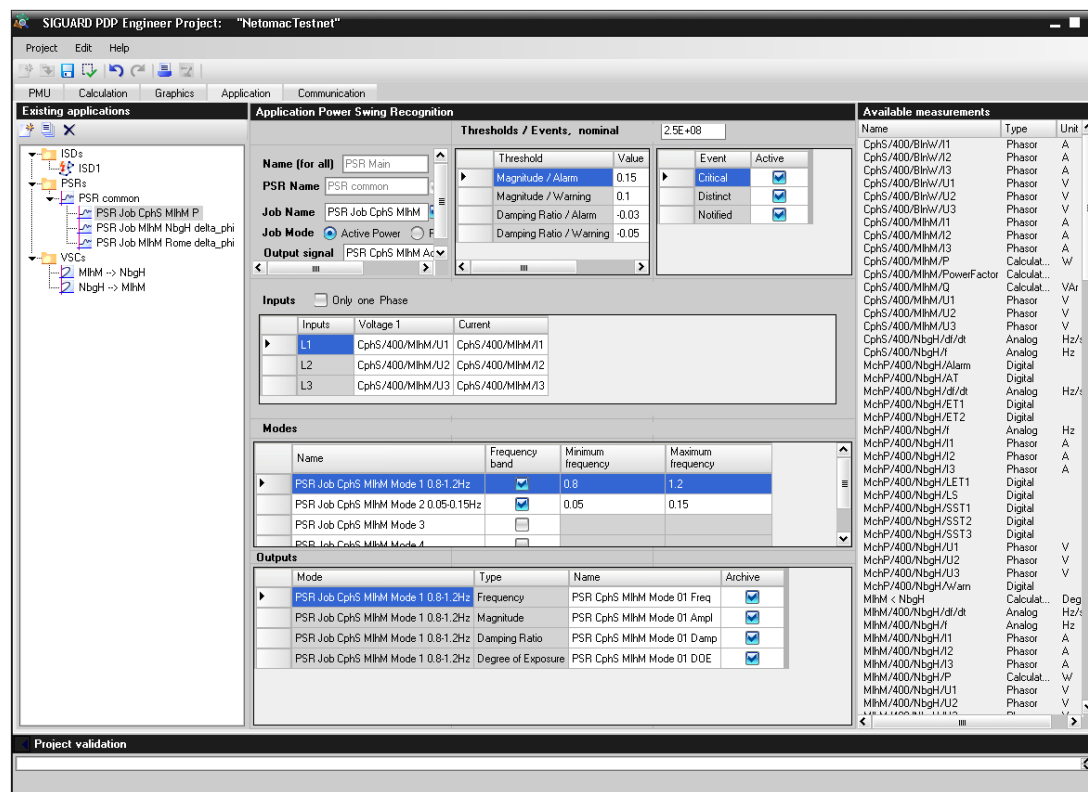 SIGUARD PDP Engineer Project: "NetomacTestnet"
Project Edit Help
PMU Calculation Graphics Application Communication
Existing applications
ISDs
ISD1
PSRs
PSR common
PSR Job CphS MlhM P
PSR Job MlhM NbgH delta_phi
PSR Job MlhM Rome delta_phi
VSCs
MlhM --> NbgH
NbgH --> MlhM
Application Power Swing Recognition
Thresholds / Events, nominal 2.5E+08
Name (for all) PSR Main
PSR Name PSR common
Job Name PSR Job CphS MlhM
Job Mode Active Power
Output signal PSR CphS MlhM Ac
Threshold Value
Magnitude / Alarm 0.15
Magnitude / Warning 0.1
Damping Ratio / Alarm -0.03
Damping Ratio / Warning -0.05
Event Active
Critical
Distinct
Notified
Inputs Only one Phase
Inputs Voltage 1 Current
L1 CphS/400/MlhM/U1 CphS/400/MlhM/I1
L2 CphS/400/MlhM/U2 CphS/400/MlhM/I2
L3 CphS/400/MlhM/U3 CphS/400/MlhM/I3
Modes
Name Frequency band Minimum frequency Maximum frequency
PSR Job CphS MlhM Mode 1 0.8-1.2Hz 0.8 1.2
PSR Job CphS MlhM Mode 2 0.05-0.15Hz 0.05 0.15
PSR Job CphS MlhM Mode 3
PSR Job CphS MlhM Mode 4
Outputs
Mode Type Name Archive
PSR Job CphS MlhM Mode 1 0.8-1.2Hz Frequency PSR CphS MlhM Mode 01 Freq
PSR Job CphS MlhM Mode 1 0.8-1.2Hz Magnitude PSR CphS MlhM Mode 01 Ampl
PSR Job CphS MlhM Mode 1 0.8-1.2Hz Damping Ratio PSR CphS MlhM Mode 01 Damp
PSR Job CphS MlhM Mode 1 0.8-1.2Hz Degree of Exposure PSR CphS MlhM Mode 01 DOE
Available measurements
Name Type Unit
CphS/400/BlnW/I1 Phasor A
CphS/400/BlnW/I2 Phasor A
CphS/400/BlnW/I3 Phasor A
CphS/400/BlnW/U1 Phasor V
CphS/400/BlnW/U2 Phasor V
CphS/400/BlnW/U3 Phasor V
CphS/400/MlhM/I1 Phasor A
CphS/400/MlhM/I2 Phasor A
CphS/400/MlhM/I3 Phasor A
CphS/400/MlhM/P Calculat... W
CphS/400/MlhM/PowerFactor Calculat...
CphS/400/MlhM/Q Calculat... VAr
CphS/400/MlhM/U1 Phasor V
CphS/400/MlhM/U2 Phasor V
CphS/400/MlhM/U3 Phasor V
CphS/400/NbgH/df/dt Analog Hz/s
CphS/400/NbgH/f Analog Hz
MchP/400/NbgH/Alarm Digital
MchP/400/NbgH/AT Digital
MchP/400/NbgH/df/dt Analog Hz/s
MchP/400/NbgH/ET1 Digital
MchP/400/NbgH/ET2 Digital
MchP/400/NbgH/f Analog Hz
MchP/400/NbgH/I1 Phasor A
MchP/400/NbgH/I2 Phasor A
MchP/400/NbgH/I3 Phasor A
MchP/400/NbgH/LET1 Digital
MchP/400/NbgH/LS Digital
MchP/400/NbgH/SST1 Digital
MchP/400/NbgH/SST2 Digital
MchP/400/NbgH/SST3 Digital
MchP/400/NbgH/U1 Phasor V
MchP/400/NbgH/U2 Phasor V
MchP/400/NbgH/U3 Phasor V
MchP/400/NbgH/Warn Digital
MlhM < NbgH Calculat... Deg
MlhM/400/NbgH/df/dt Analog Hz/s
MlhM/400/NbgH/f Analog Hz
MlhM/400/NbgH/I1 Phasor A
MlhM/400/NbgH/I2 Phasor A
MlhM/400/NbgH/I3 Phasor A
MlhM/400/NbgH/P Calculat... W
MlhM/400/NbgH/U1 Phasor V
MlhM/400/NbgH/U2 Phasor V
Project validation